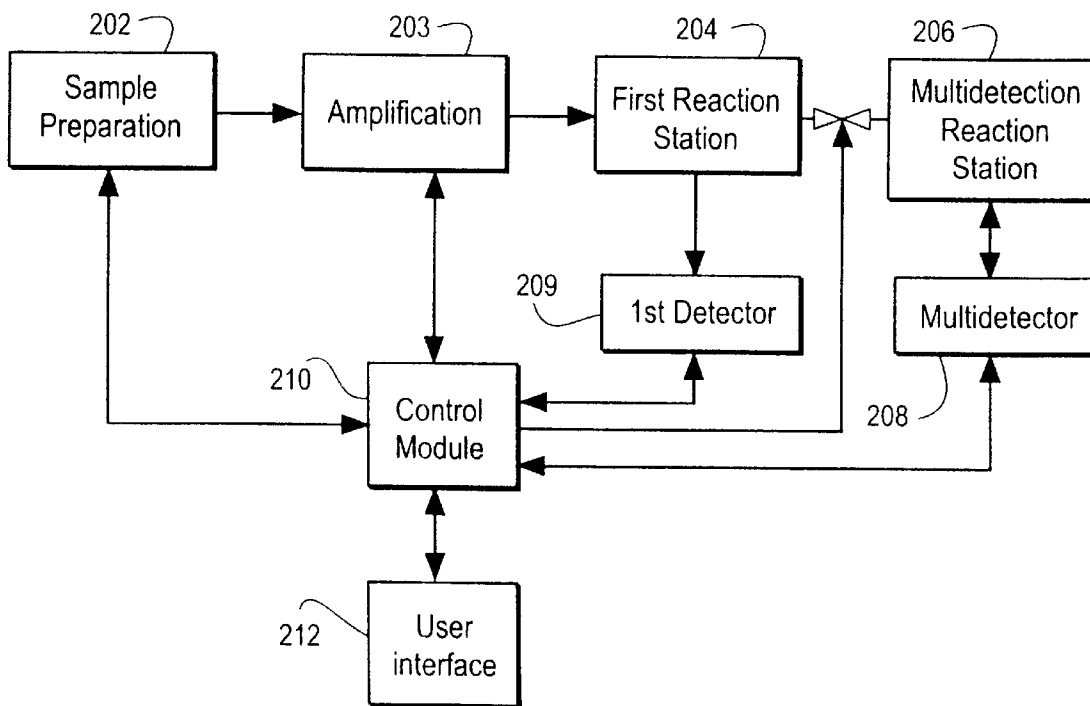 202
203
204
206
Sample
Preparation
Amplification
First Reaction
Station
Multidetection
Reaction
Station
209
1st Detector
Multidetector
208
210
Control
Module
212
User
interface